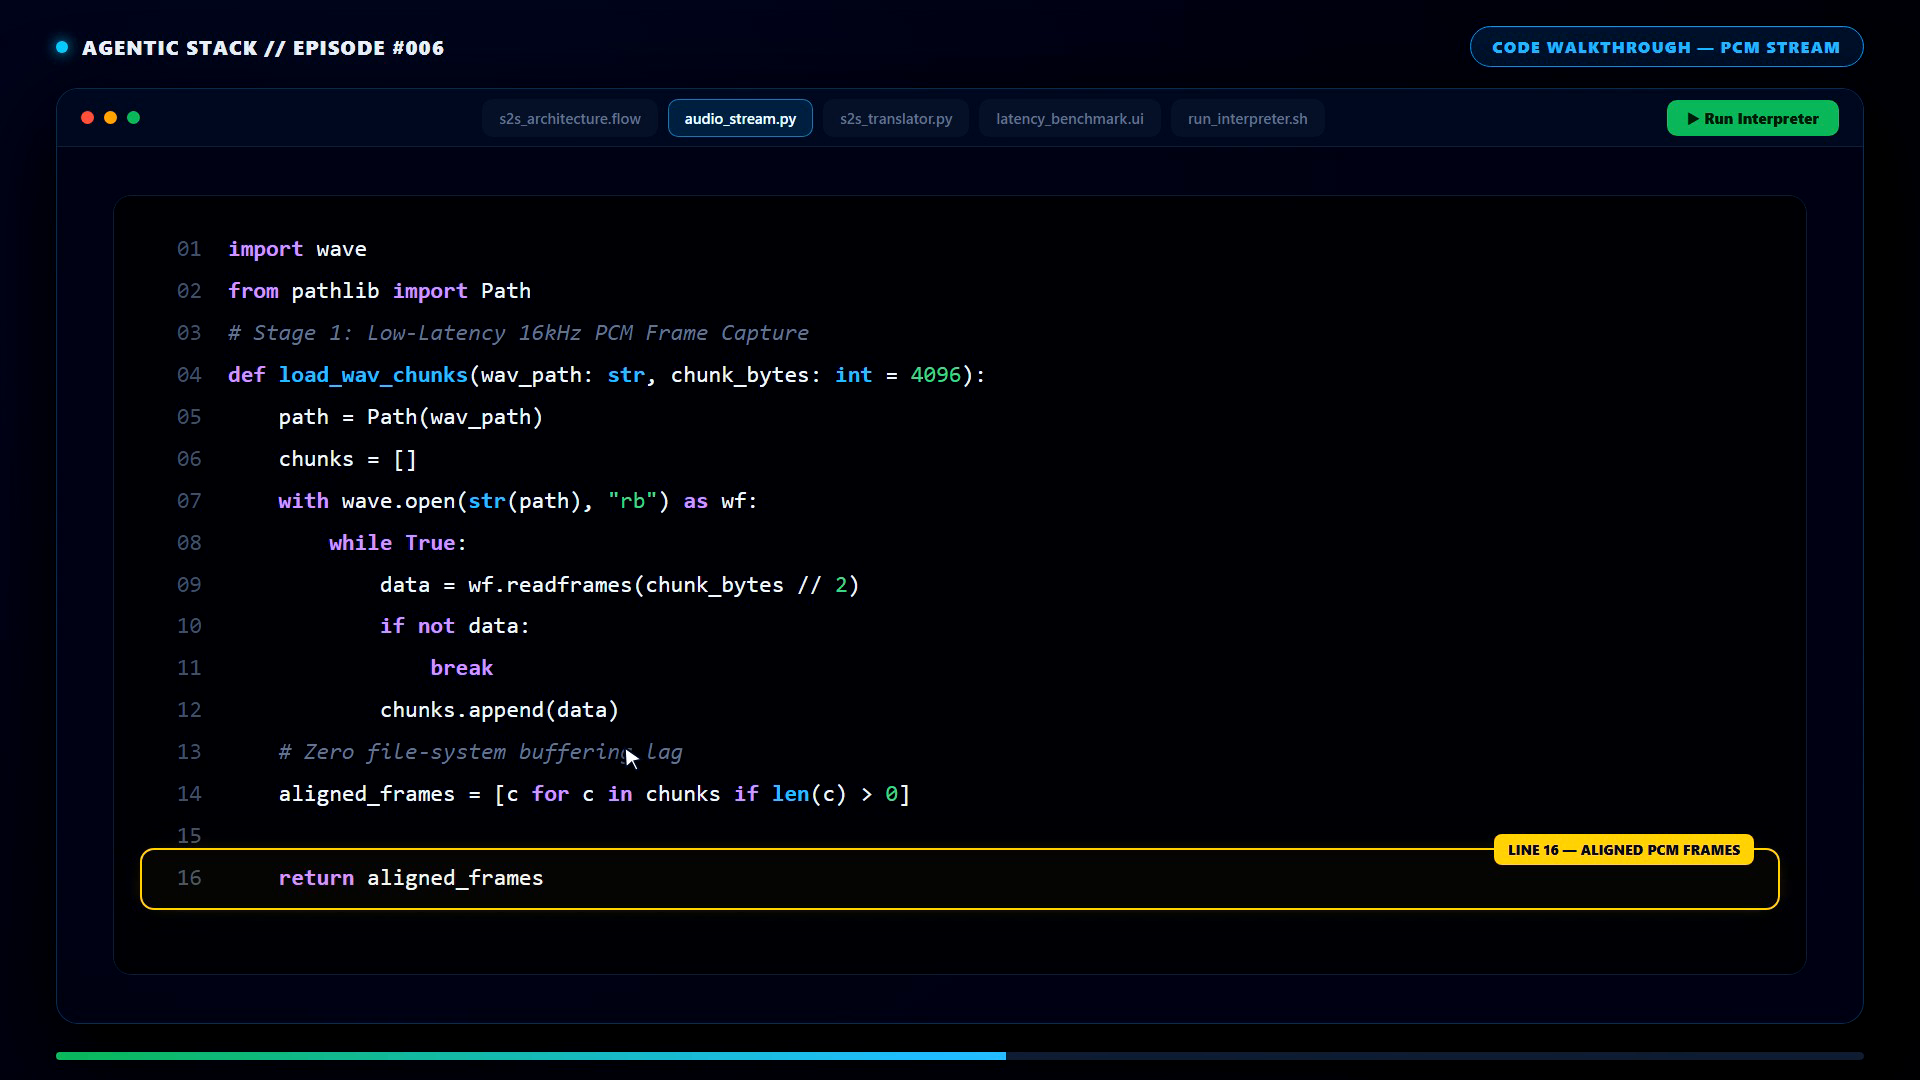 AGENTIC STACK // EPISODE #006
CODE WALKTHROUGH — PCM STREAM
s2s_architecture.flow
audio_stream.py
s2s_translator.py
latency_benchmark.ui
run_interpreter.sh
▶ Run Interpreter
01 import wave
02 from pathlib import Path
03 # Stage 1: Low-Latency 16kHz PCM Frame Capture
04 def load_wav_chunks(wav_path: str, chunk_bytes: int = 4096):
05     path = Path(wav_path)
06     chunks = []
07     with wave.open(str(path), "rb") as wf:
08         while True:
09             data = wf.readframes(chunk_bytes // 2)
10             if not data:
11                 break
12             chunks.append(data)
13     # Zero file-system buffering lag
14     aligned_frames = [c for c in chunks if len(c) > 0]
15
LINE 16 — ALIGNED PCM FRAMES
16     return aligned_frames